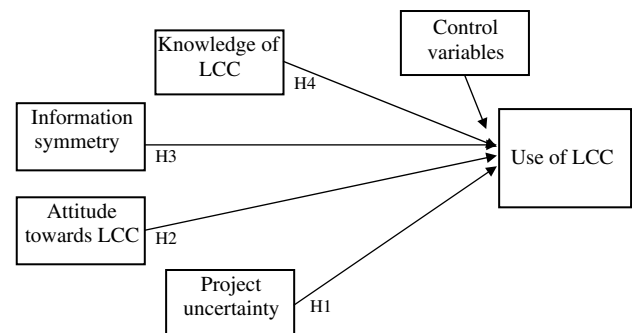 Control
variables
Knowledge of
LCC
H4
Information
symmetry
H3
Use of LCC
Attitude
towards LCC
H2
Project
uncertainty
H1